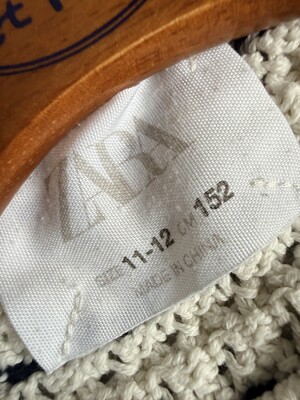 ZARA
SIZE 11-12 CM 152
MADE IN CHINA